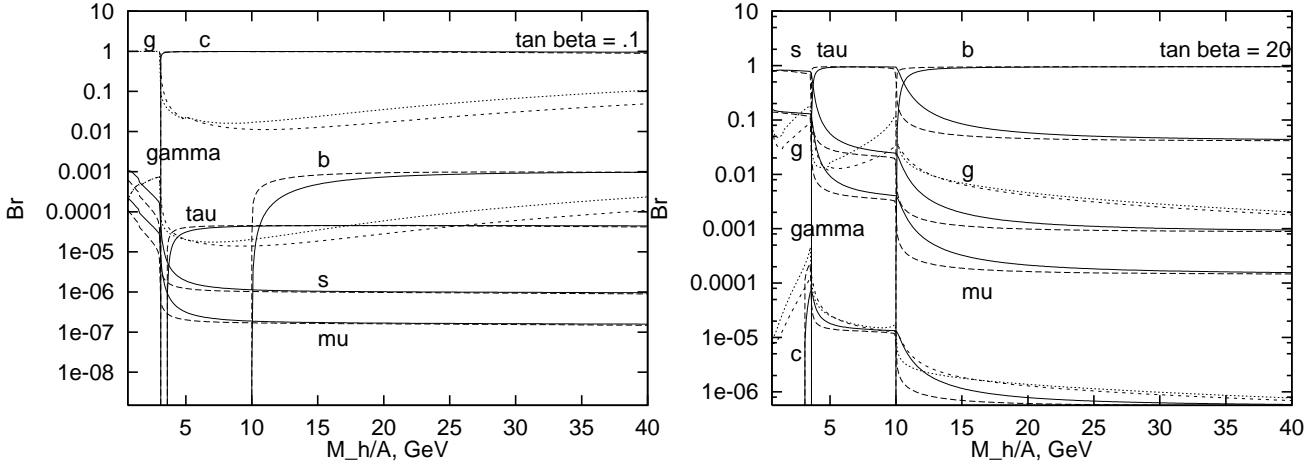 10
g c tan beta = .1
1
0.1
0.01
gamma
0.001
b
0.0001
tau
1e-05
s
1e-06
1e-07
mu
1e-08
Br
5 10 15 20 25 30 35 40
M_h/A, GeV
10
s tau b tan beta = 20
1
0.1
g g
0.01
0.001
gamma
0.0001
mu
1e-05
c
1e-06
Br
5 10 15 20 25 30 35 40
M_h/A, GeV